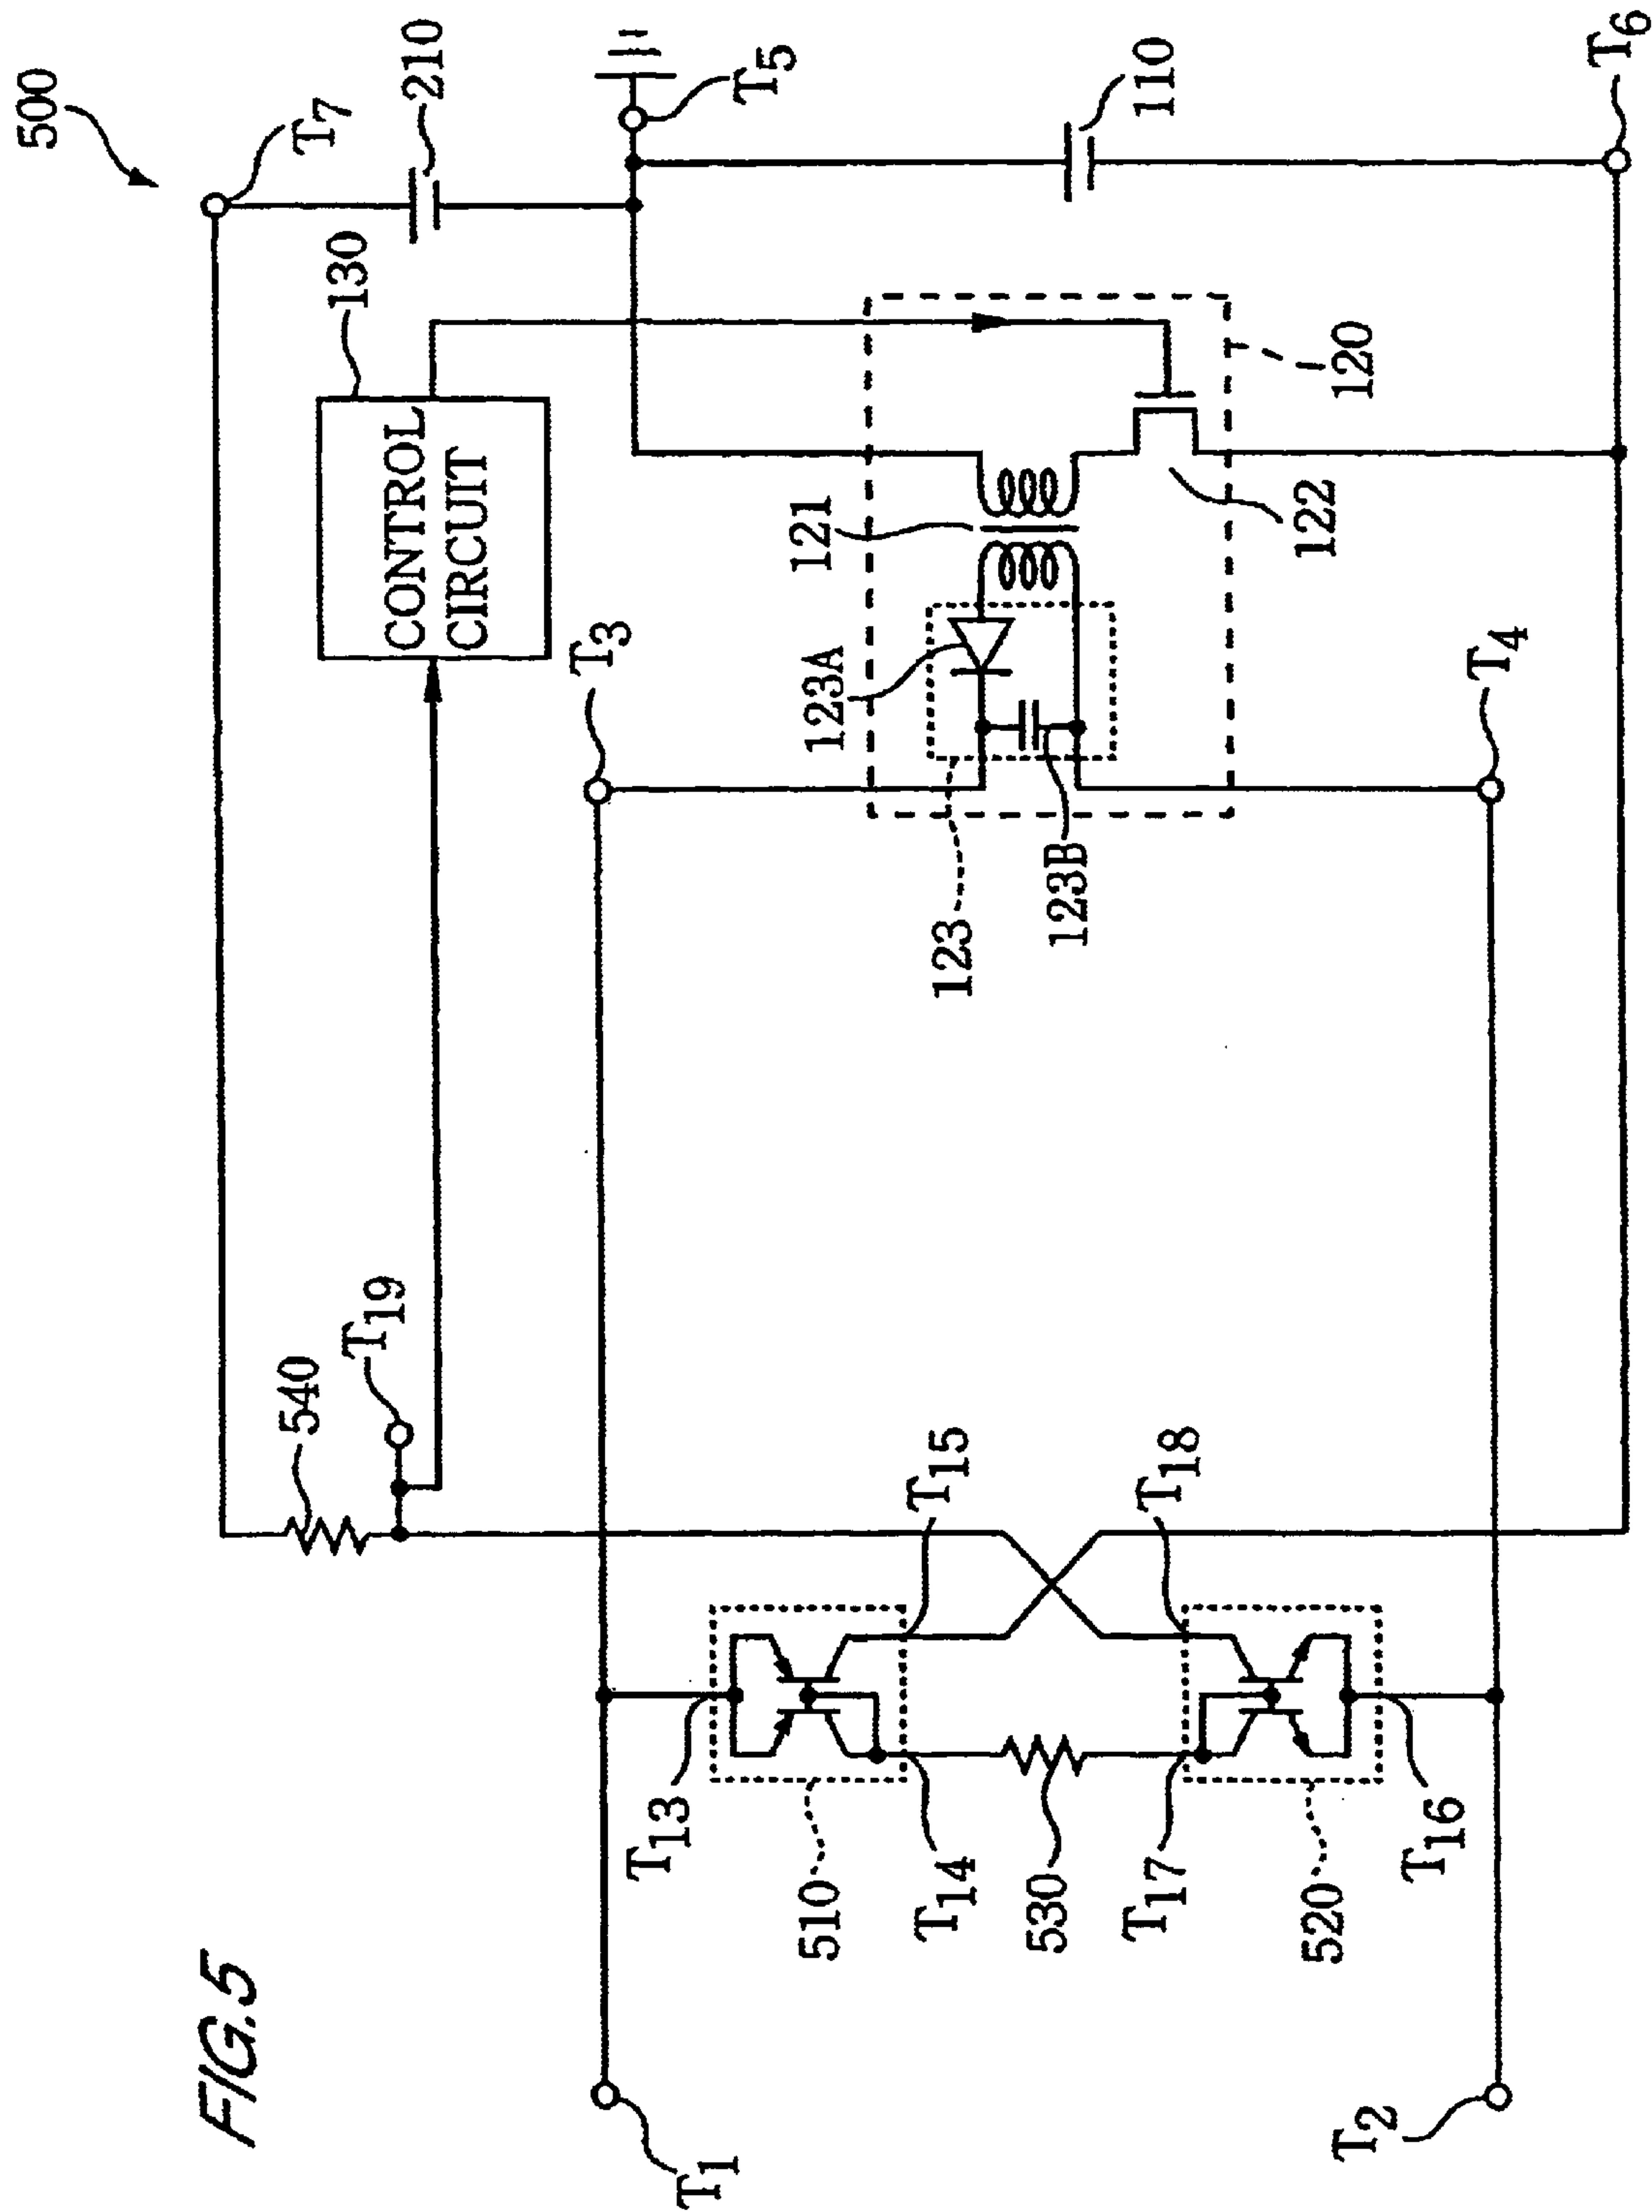 FIG.5
500
T7
210
T5
110
T6
130
CONTROL
CIRCUIT
120
121
122
T3
T4
123A
123B
123
T19
540
T15
T18
T13
510
T14
530
T17
520
T16
T1
T2